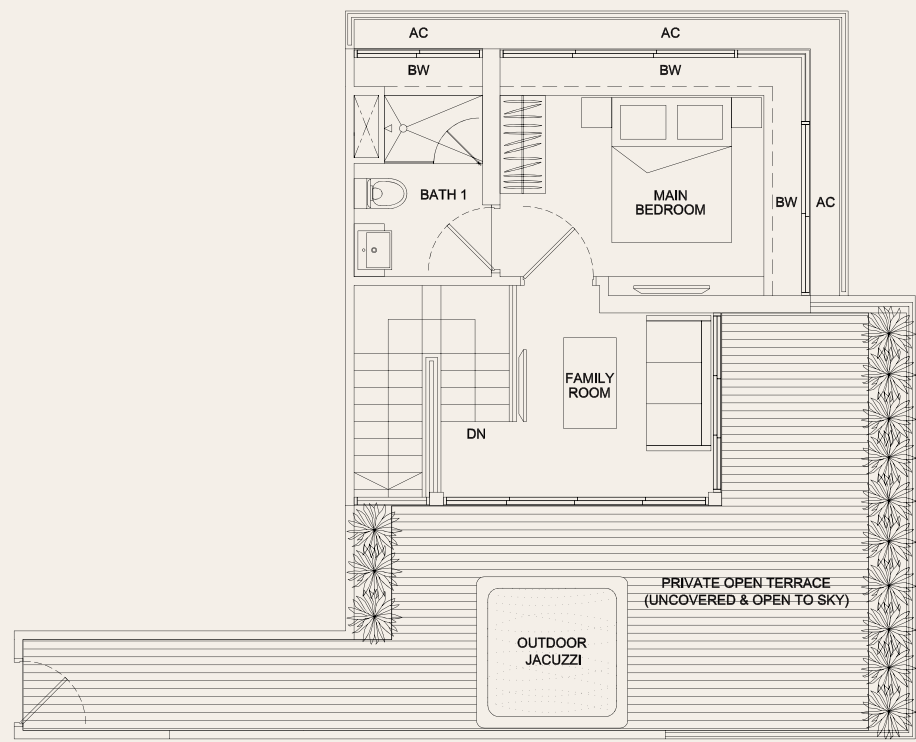 AC
AC
BW
BW
BATH 1
MAIN
BEDROOM
BW
AC
FAMILY
ROOM
DN
PRIVATE OPEN TERRACE
(UNCOVERED & OPEN TO SKY)
OUTDOOR
JACUZZI